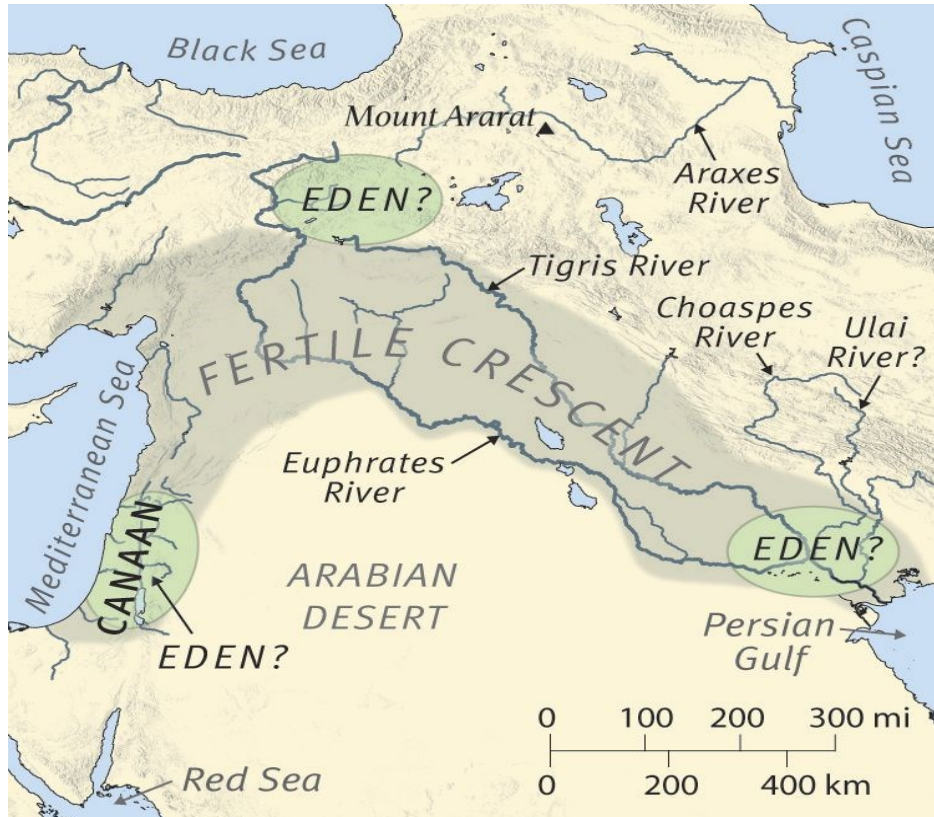 Black Sea
Caspian Sea
Mount Ararat
Araxes
River
EDEN?
Tigris River
Choaspes
River
Ulai
River?
FERTILE CRESCENT
Mediterranean Sea
Euphrates
River
CANAAN
EDEN?
ARABIAN
DESERT
EDEN?
Persian
Gulf
Red Sea
0 100 200 300 mi
0 200 400 km